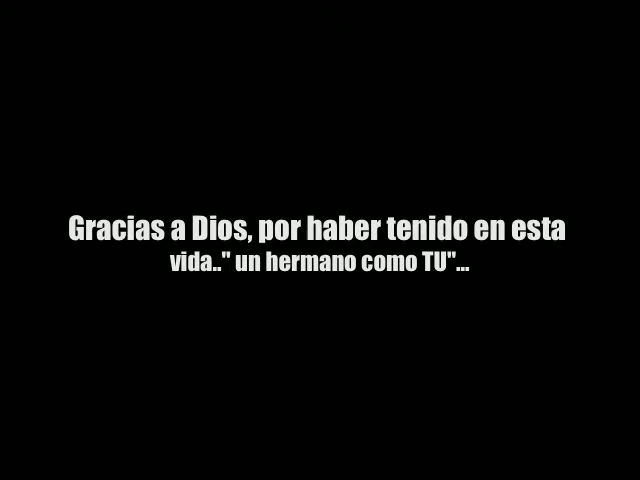 Gracias a Dios, por haber tenido en esta
vida.." un hermano como TU"...